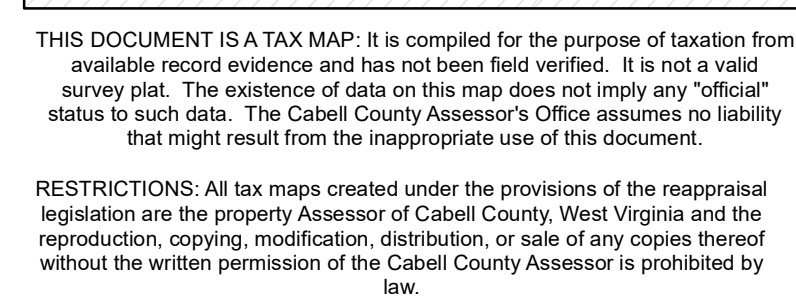 THIS DOCUMENT IS A TAX MAP: It is compiled for the purpose of taxation from
available record evidence and has not been field verified.  It is not a valid
survey plat.  The existence of data on this map does not imply any "official"
status to such data.  The Cabell County Assessor's Office assumes no liability
that might result from the inappropriate use of this document.
RESTRICTIONS: All tax maps created under the provisions of the reappraisal
legislation are the property Assessor of Cabell County, West Virginia and the
reproduction, copying, modification, distribution, or sale of any copies thereof
without the written permission of the Cabell County Assessor is prohibited by
law.